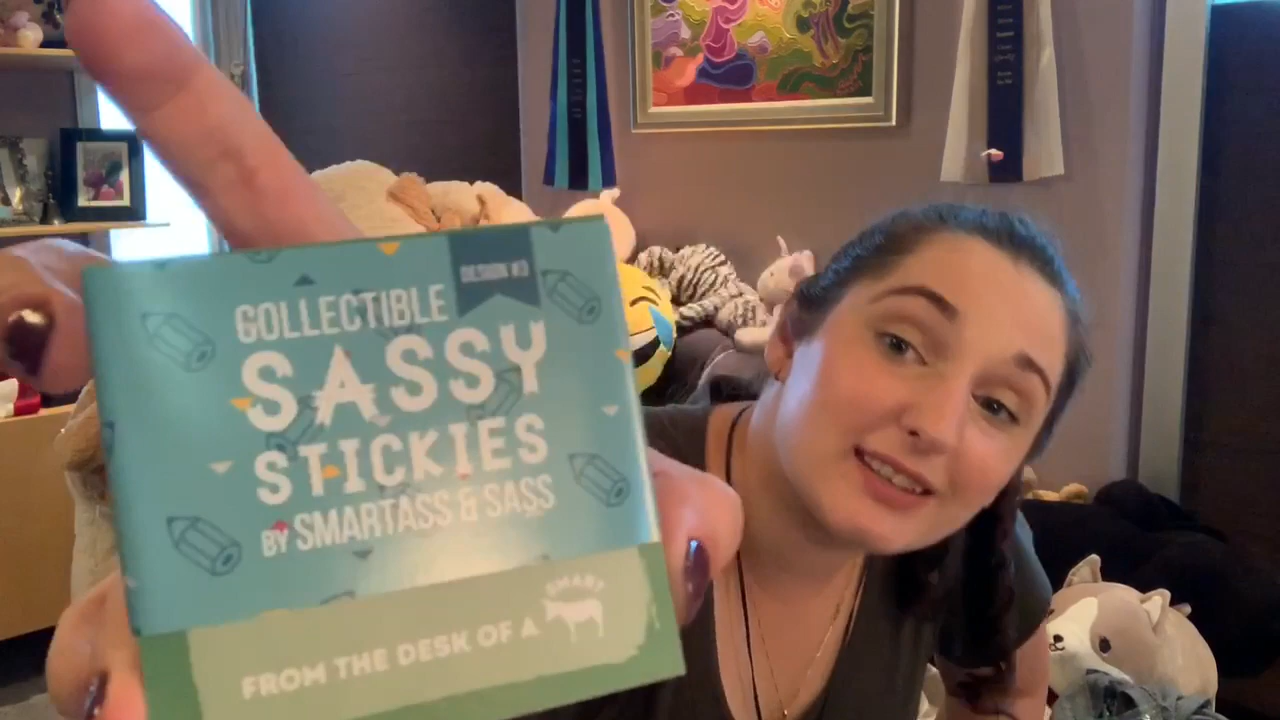 DESIGN #3
COLLECTIBLE
SASSY
STICKIES
BY SMARTASS & SASS
SMART
FROM THE DESK OF A